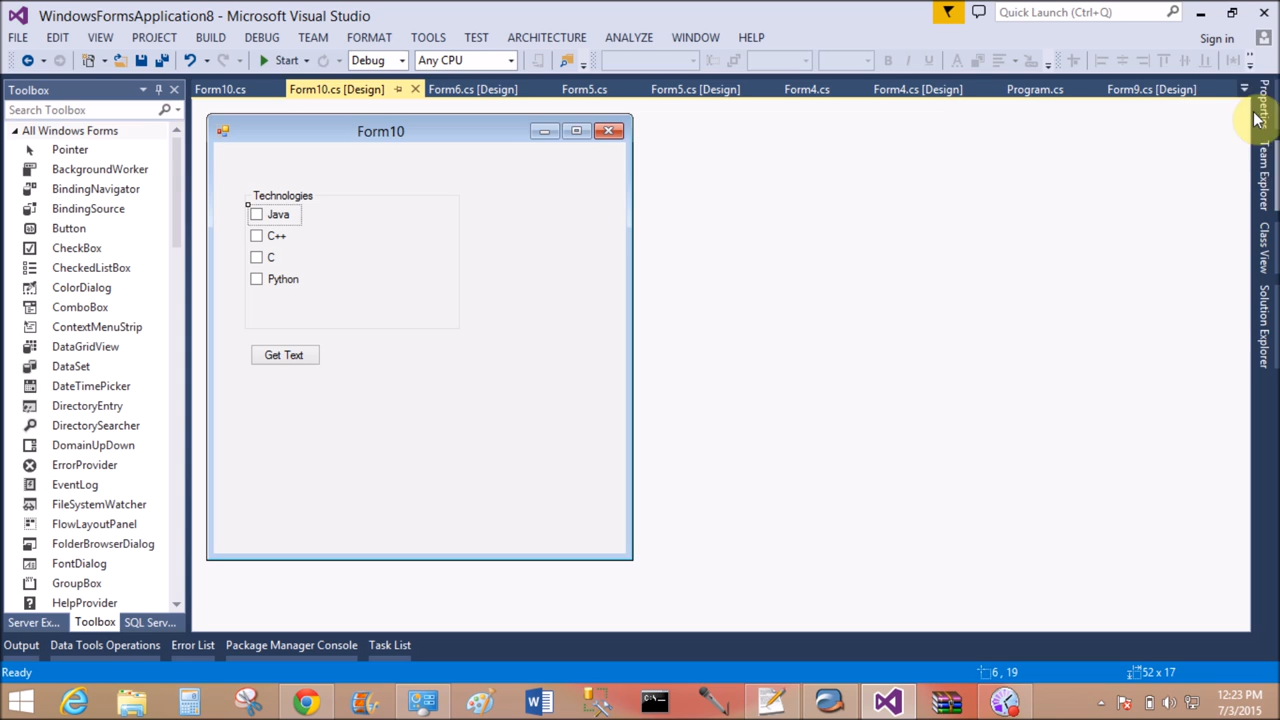 WindowsFormsApplication8 - Microsoft Visual Studio
Quick Launch (Ctrl+Q)
FILE EDIT VIEW PROJECT BUILD DEBUG TEAM FORMAT TOOLS TEST ARCHITECTURE ANALYZE WINDOW HELP
Sign in
Start Debug Any CPU B I U A
Toolbox
Form10.cs Form10.cs [Design] Form6.cs [Design] Form5.cs Form5.cs [Design] Form4.cs Form4.cs [Design] Program.cs Form9.cs [Design]
Search Toolbox
All Windows Forms
Pointer
BackgroundWorker
BindingNavigator
BindingSource
Button
CheckBox
CheckedListBox
ColorDialog
ComboBox
ContextMenuStrip
DataGridView
DataSet
DateTimePicker
DirectoryEntry
DirectorySearcher
DomainUpDown
ErrorProvider
EventLog
FileSystemWatcher
FlowLayoutPanel
FolderBrowserDialog
FontDialog
GroupBox
HelpProvider
Form10
Technologies
Java
C++
C
Python
Get Text
Properties
Team Explorer
Class View
Solution Explorer
Server Ex... Toolbox SQL Serv...
Output Data Tools Operations Error List Package Manager Console Task List
Ready
6 , 19
52 x 17
12:23 PM
7/3/2015